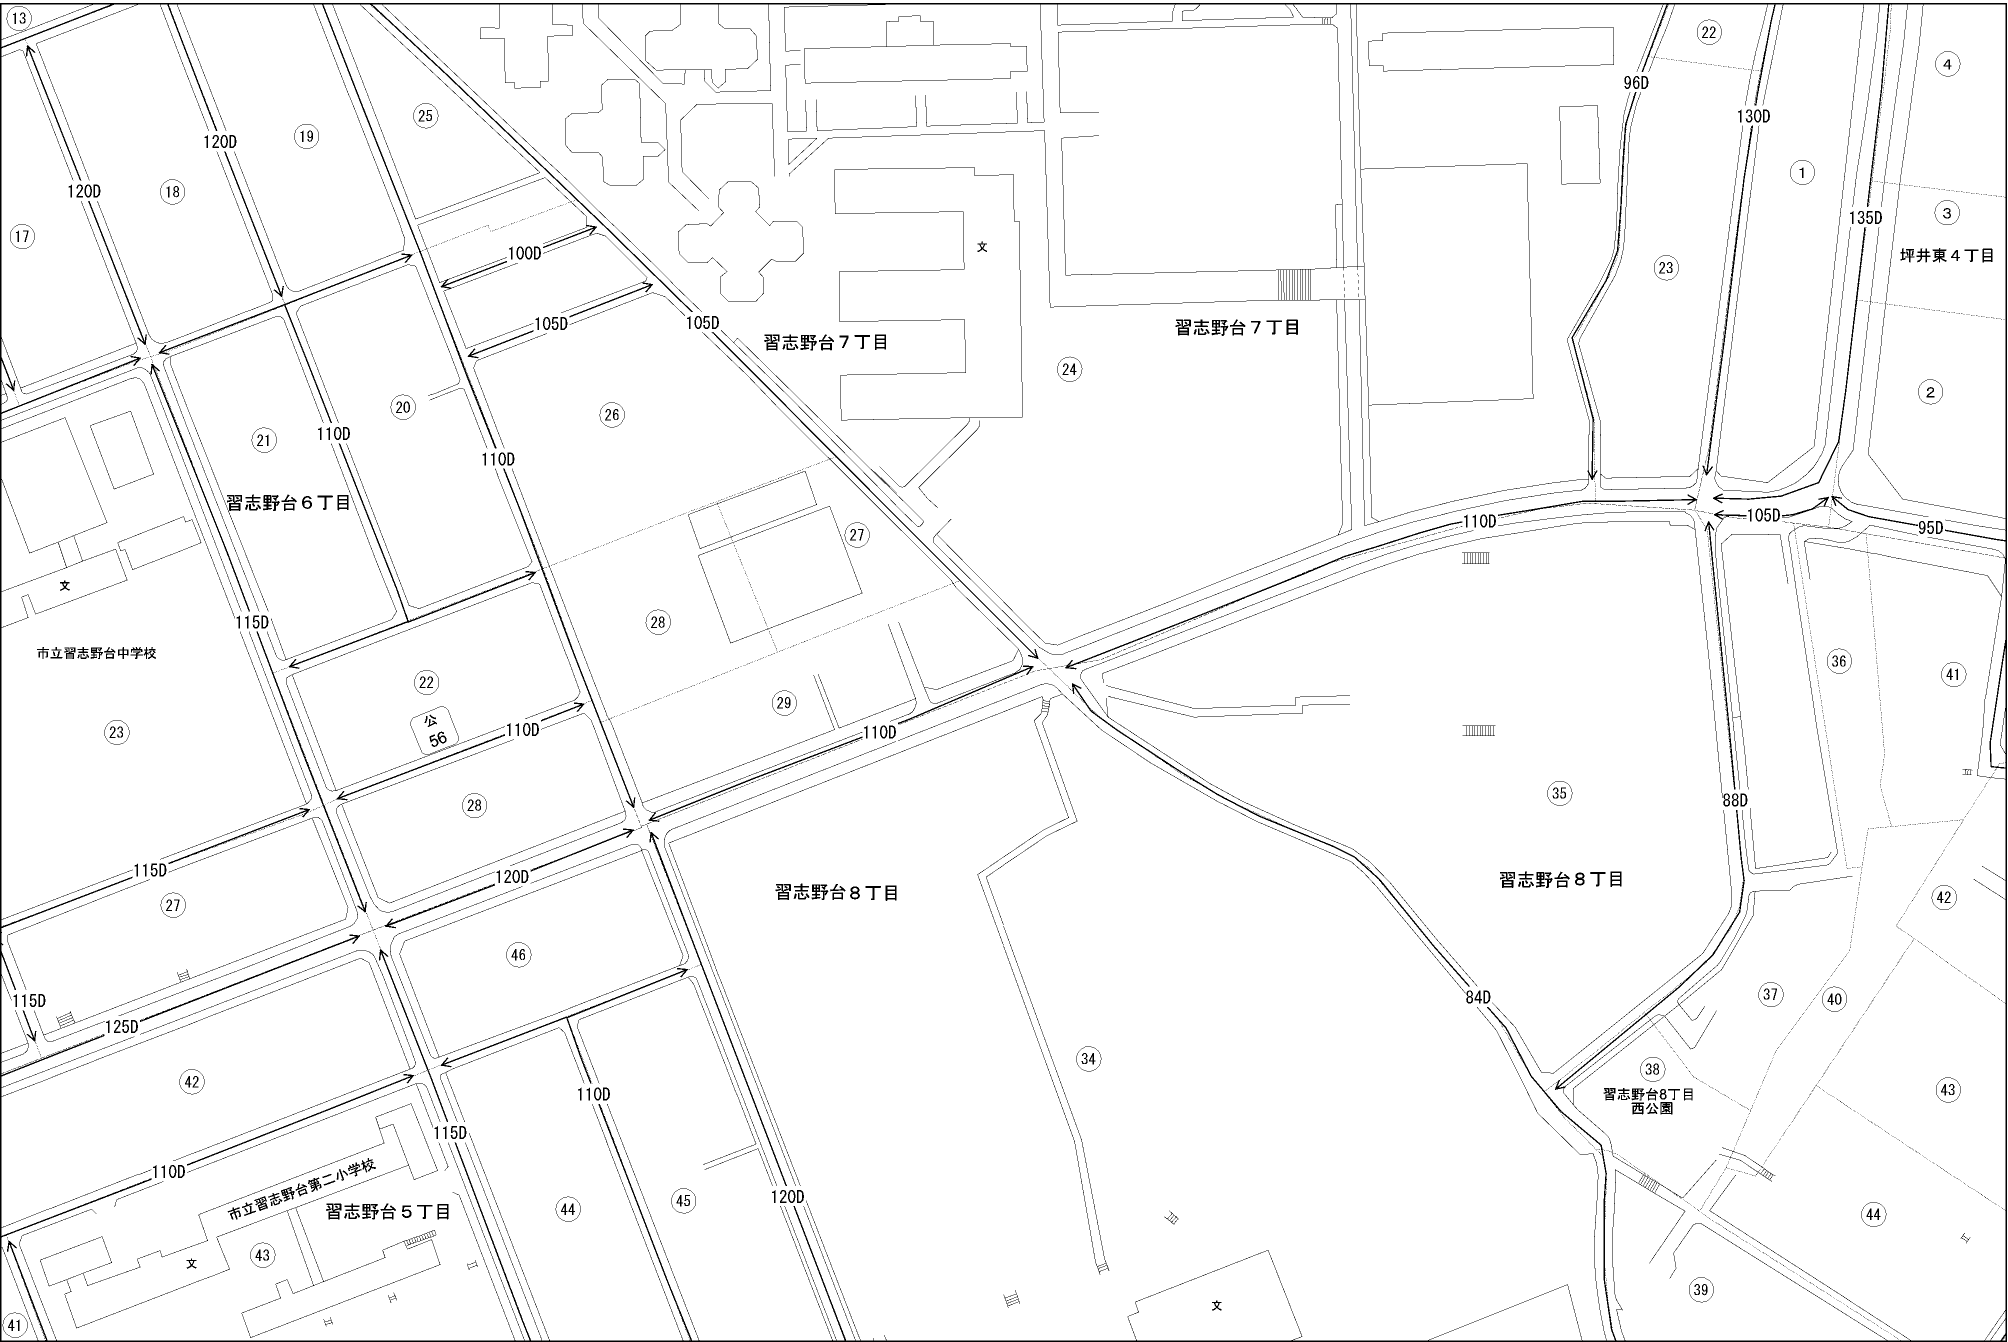 13
22
4
96D
25
130D
19
120D
1
120D
18
3
135D
17
文
100D
坪井東4丁目
23
105D
105D
習志野台7丁目
習志野台7丁目
24
2
20
26
21
110D
110D
習志野台6丁目
105D
110D
95D
27
文
115D
28
市立習志野台中学校
36
41
22
29
公
56
23
110D
110D
35
28
88D
115D
120D
習志野台8丁目
習志野台8丁目
42
27
46
37
40
84D
115D
125D
34
38
42
43
110D
習志野台8丁目
西公園
115D
110D
市立習志野台第二小学校
120D
45
44
習志野台5丁目
44
43
文
39
文
41